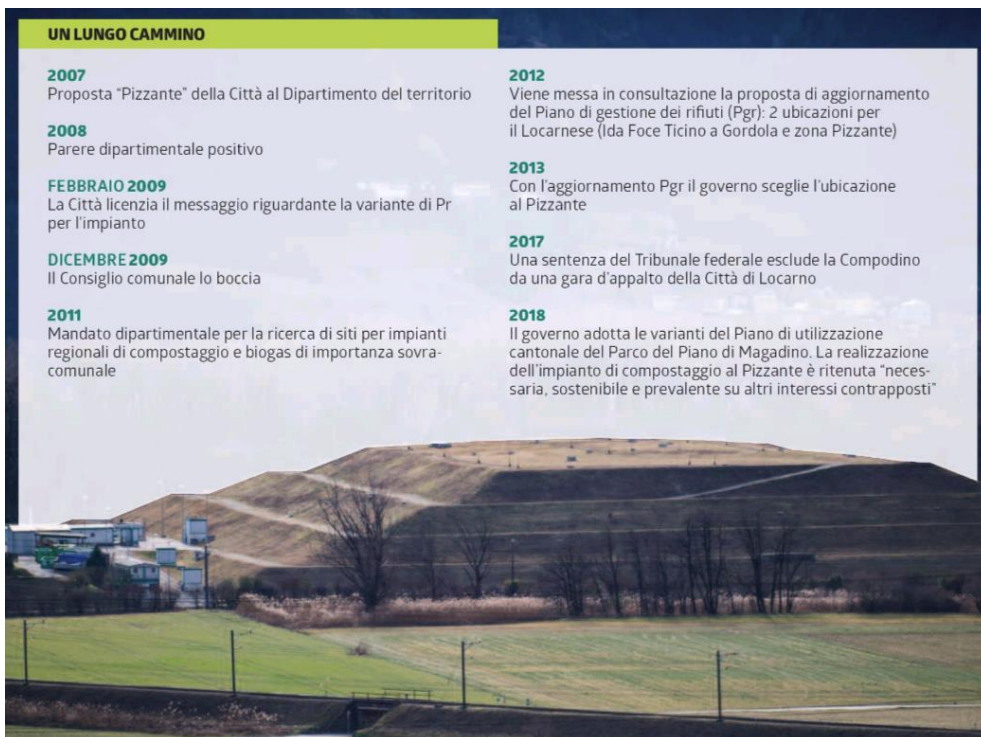 UN LUNGO CAMMINO
2007
Proposta "Pizzante" della Città al Dipartimento del territorio
2008
Parere dipartimentale positivo
FEBBRAIO 2009
La Città licenzia il messaggio riguardante la variante di Pr
per l'impianto
DICEMBRE 2009
Il Consiglio comunale lo boccia
2011
Mandato dipartimentale per la ricerca di siti per impianti
regionali di compostaggio e biogas di importanza sovra-
comunale
2012
Viene messa in consultazione la proposta di aggiornamento
del Piano di gestione dei rifiuti (Pgr): 2 ubicazioni per
il Locarnese (Ida Foce Ticino a Gordola e zona Pizzante)
2013
Con l'aggiornamento Pgr il governo sceglie l'ubicazione
al Pizzante
2017
Una sentenza del Tribunale federale esclude la Compodino
da una gara d'appalto della Città di Locarno
2018
Il governo adotta le varianti del Piano di utilizzazione
cantonale del Parco del Piano di Magadino. La realizzazione
dell'impianto di compostaggio al Pizzante è ritenuta "neces-
saria, sostenibile e prevalente su altri interessi contrapposti"